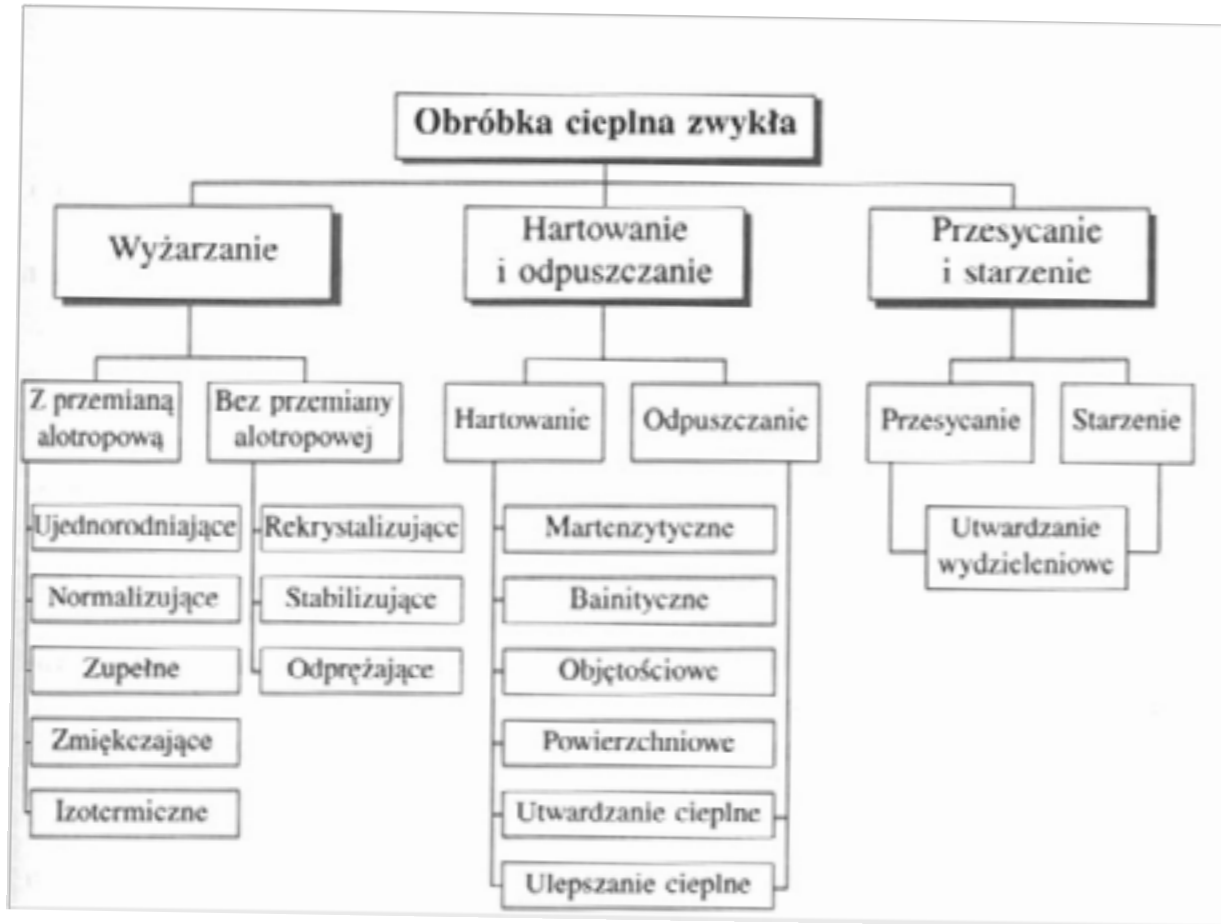 Obróbka cieplna zwykła
Wyżarzanie
Hartowanie
i odpuszczanie
Przesycanie
i starzenie
Z przemianą
alotropową
Bez przemiany
alotropowej
Hartowanie
Odpuszczanie
Przesycanie
Starzenie
Ujednorodniające
Normalizujące
Zupełne
Zmiękczające
Izotermiczne
Rekrystalizujące
Stabilizujące
Odprężające
Martenzytyczne
Bainityczne
Objętościowe
Powierzchniowe
Utwardzanie cieplne
Ulepszanie cieplne
Utwardzanie
wydzieleniowe